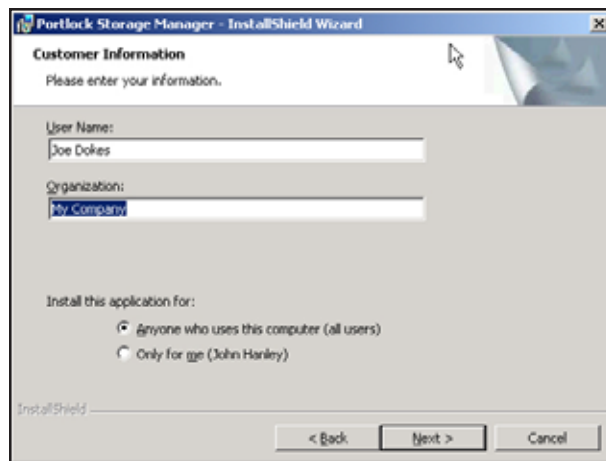 Portlock Storage Manager - InstallShield Wizard
Customer Information
Please enter your information.
User Name:
Joe Dokes
Organization:
My Company
Install this application for:
Anyone who uses this computer (all users)
Only for me (John Hanley)
InstallShield
< Back Next > Cancel